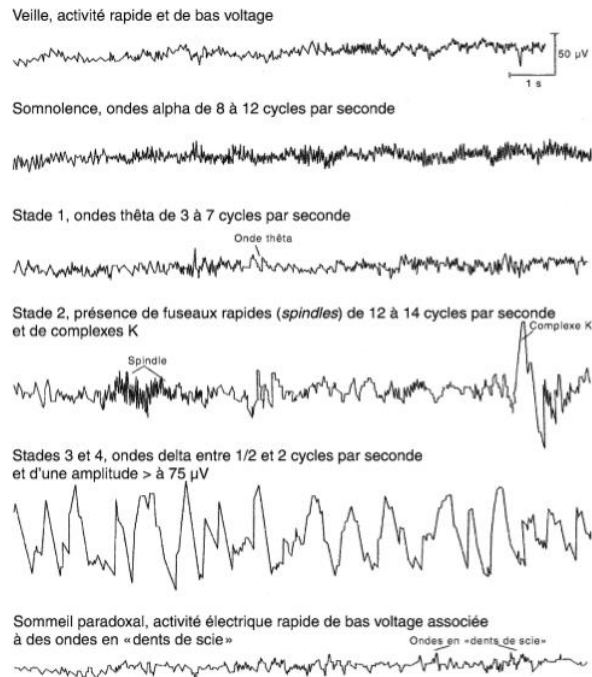 Veille, activité rapide et de bas voltage
50 µV
1 s
Somnolence, ondes alpha de 8 à 12 cycles par seconde
Stade 1, ondes thêta de 3 à 7 cycles par seconde
Onde thêta
Stade 2, présence de fuseaux rapides (spindles) de 12 à 14 cycles par seconde
et de complexes K
Complexe K
Spindle
Stades 3 et 4, ondes delta entre 1/2 et 2 cycles par seconde
et d'une amplitude > à 75 µV
Sommeil paradoxal, activité électrique rapide de bas voltage associée
à des ondes en «dents de scie»
Ondes en «dents de scie»